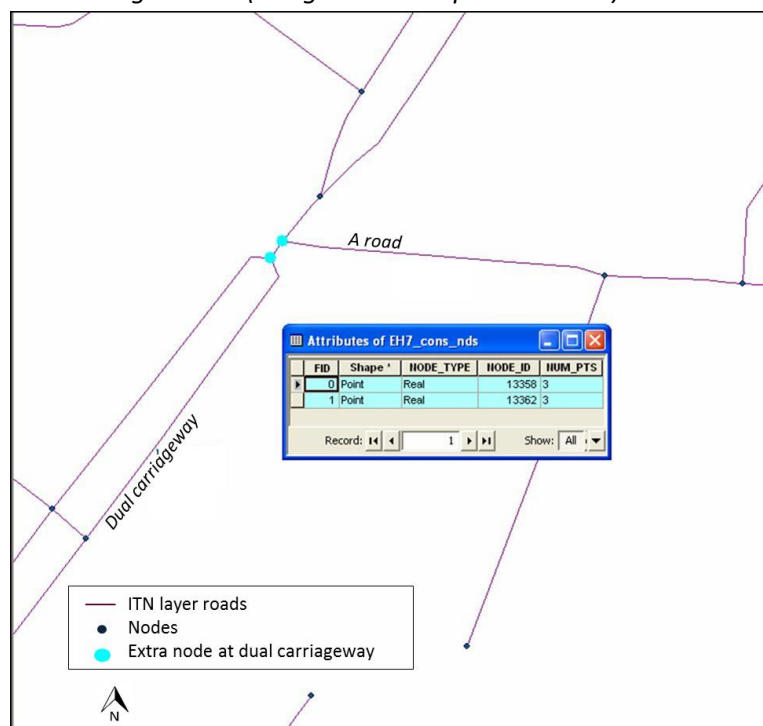 A road
Attributes of EH7_cons_nds
FID Shape * NODE_TYPE NODE_ID NUM_PTS
0 Point Real 13358 3
1 Point Real 13362 3
Record: 1 Show: All
Dual carriageway
ITN layer roads
Nodes
Extra node at dual carriageway
N